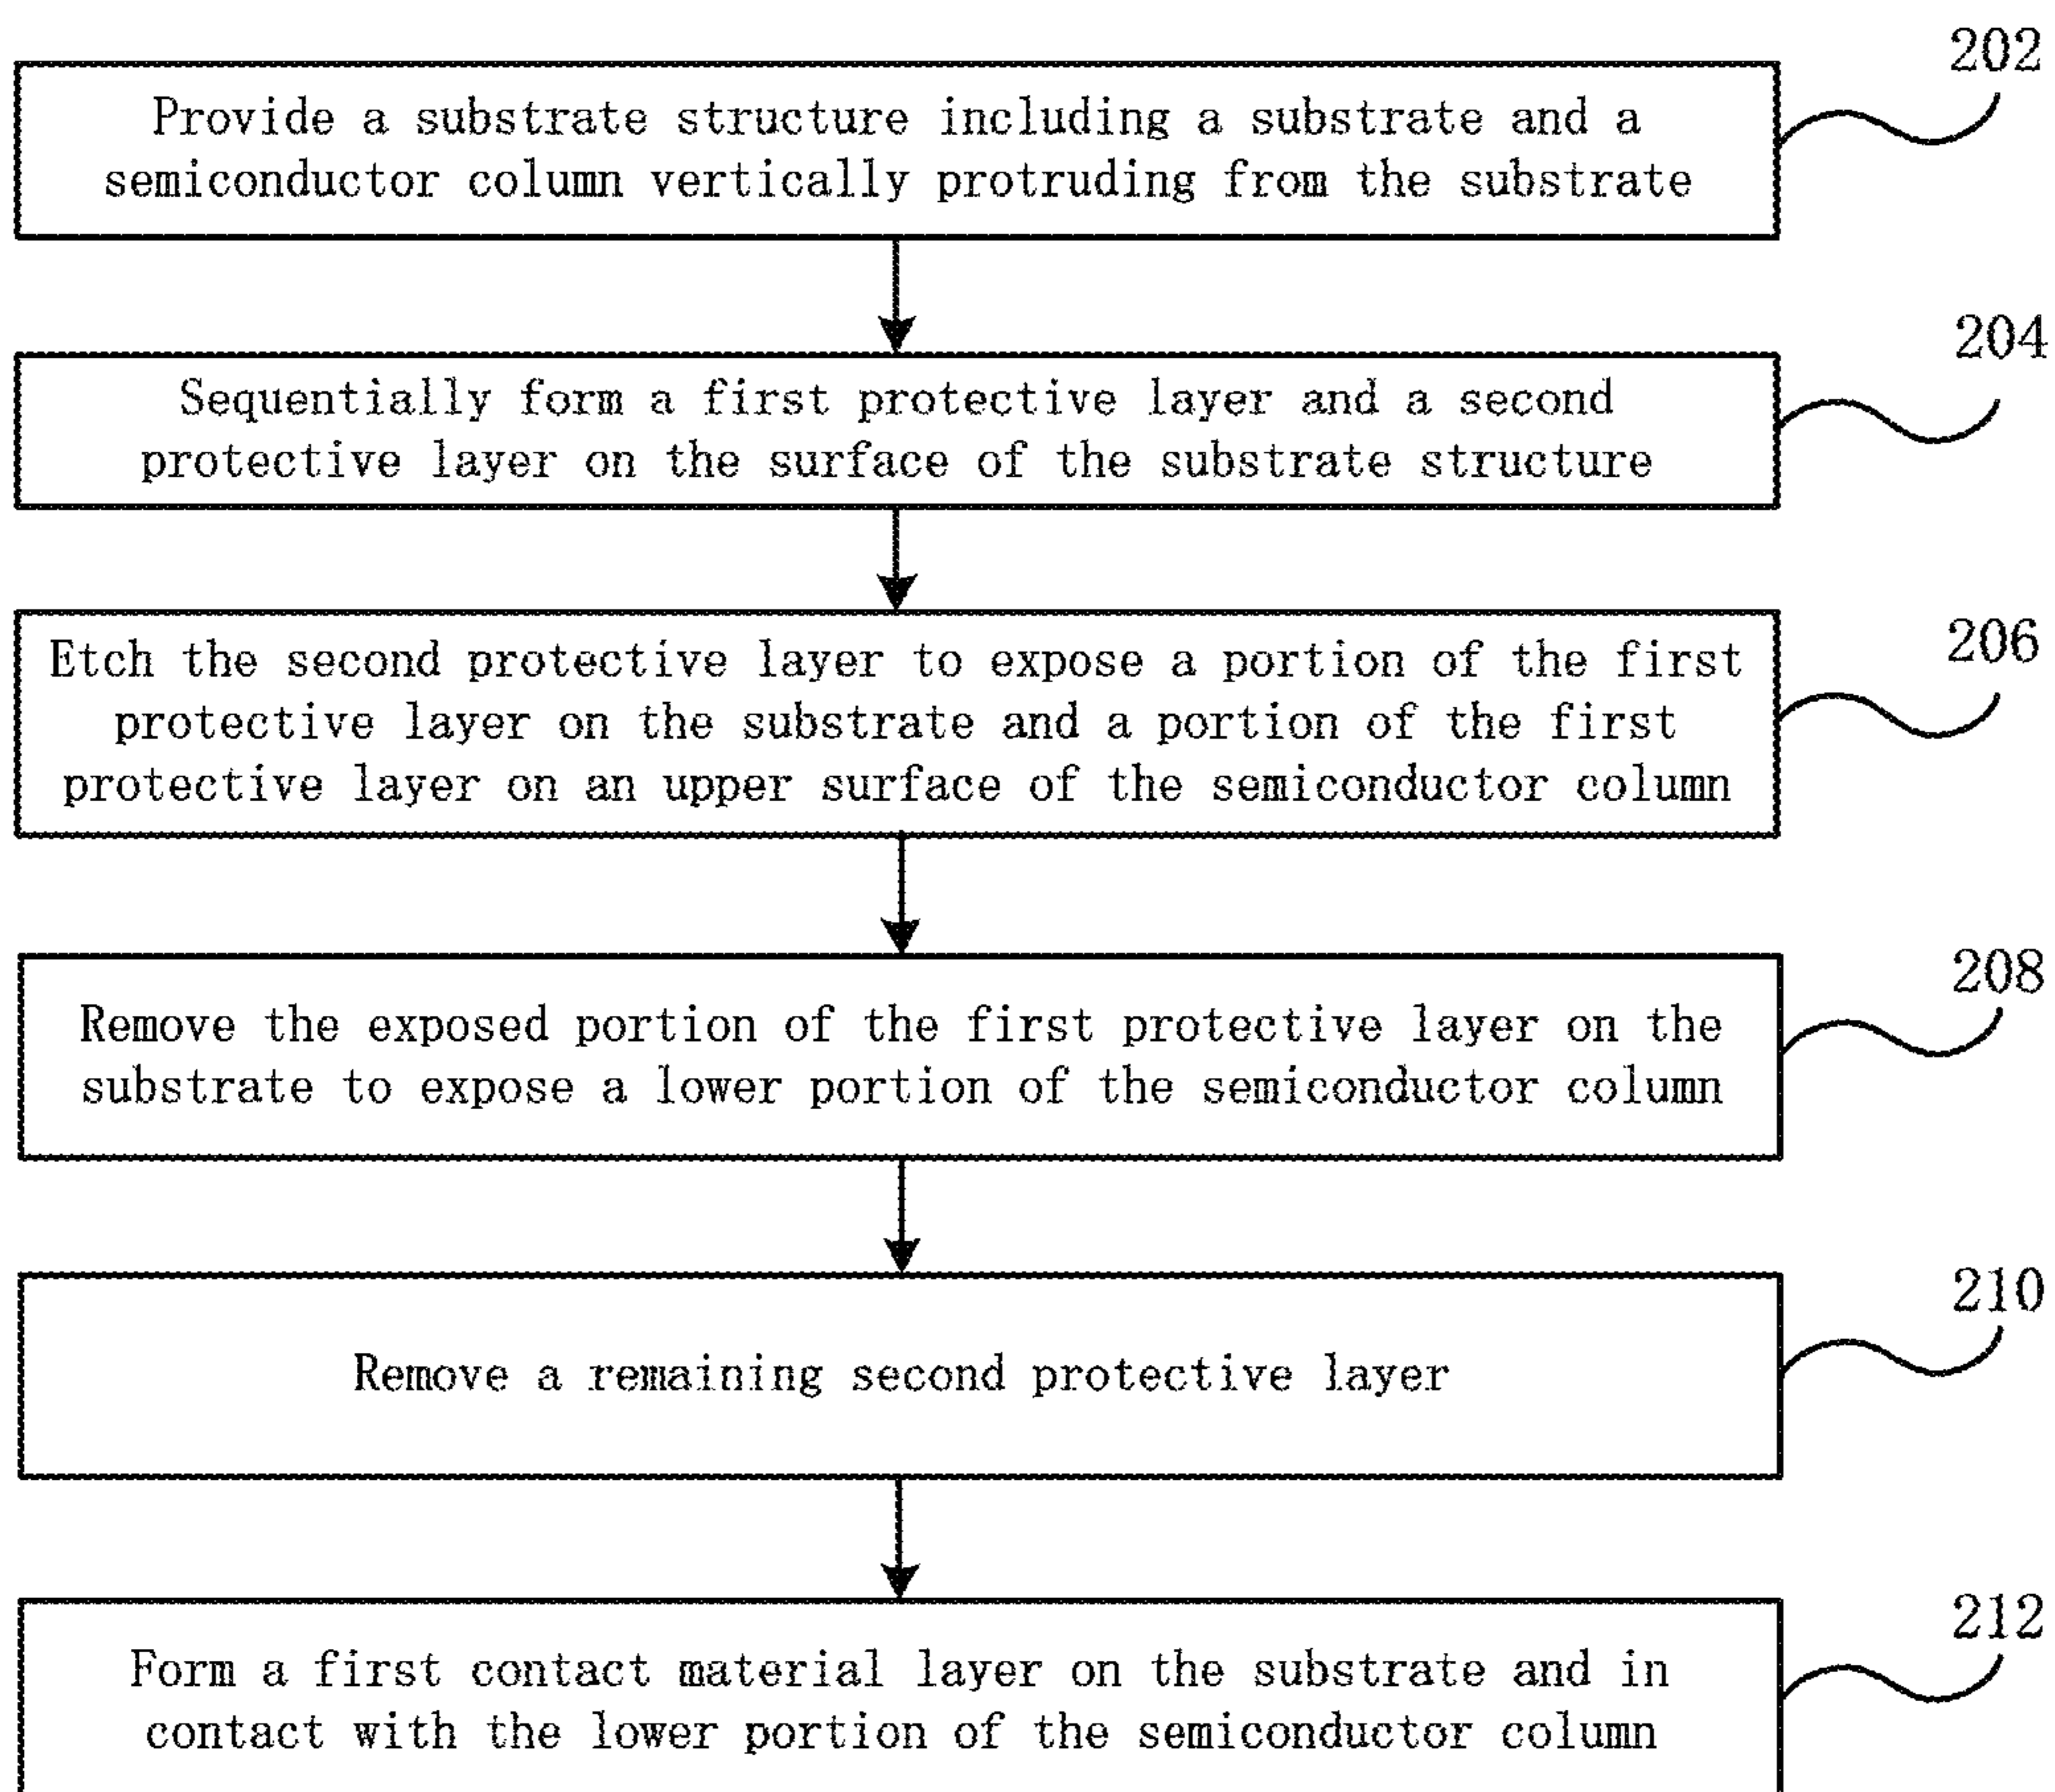 202
Provide a substrate structure including a substrate and a
semiconductor column vertically protruding from the substrate
204
Sequentially form a first protective layer and a second
protective layer on the surface of the substrate structure
206
Etch the second protective layer to expose a portion of the first
protective layer on the substrate and a portion of the first
protective layer on an upper surface of the semiconductor column
208
Remove the exposed portion of the first protective layer on the
substrate to expose a lower portion of the semiconductor column
210
Remove a remaining second protective layer
212
Form a first contact material layer on the substrate and in
contact with the lower portion of the semiconductor column